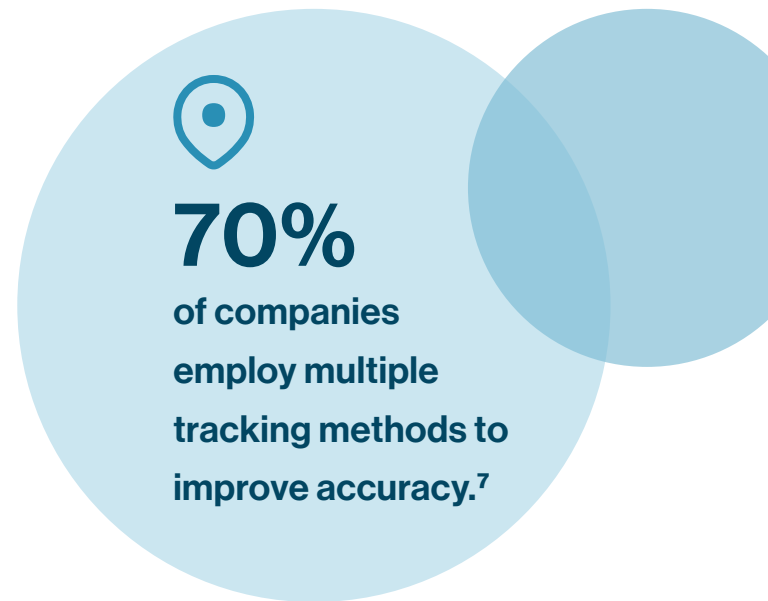 70%
of companies
employ multiple
tracking methods to
improve accuracy.⁷